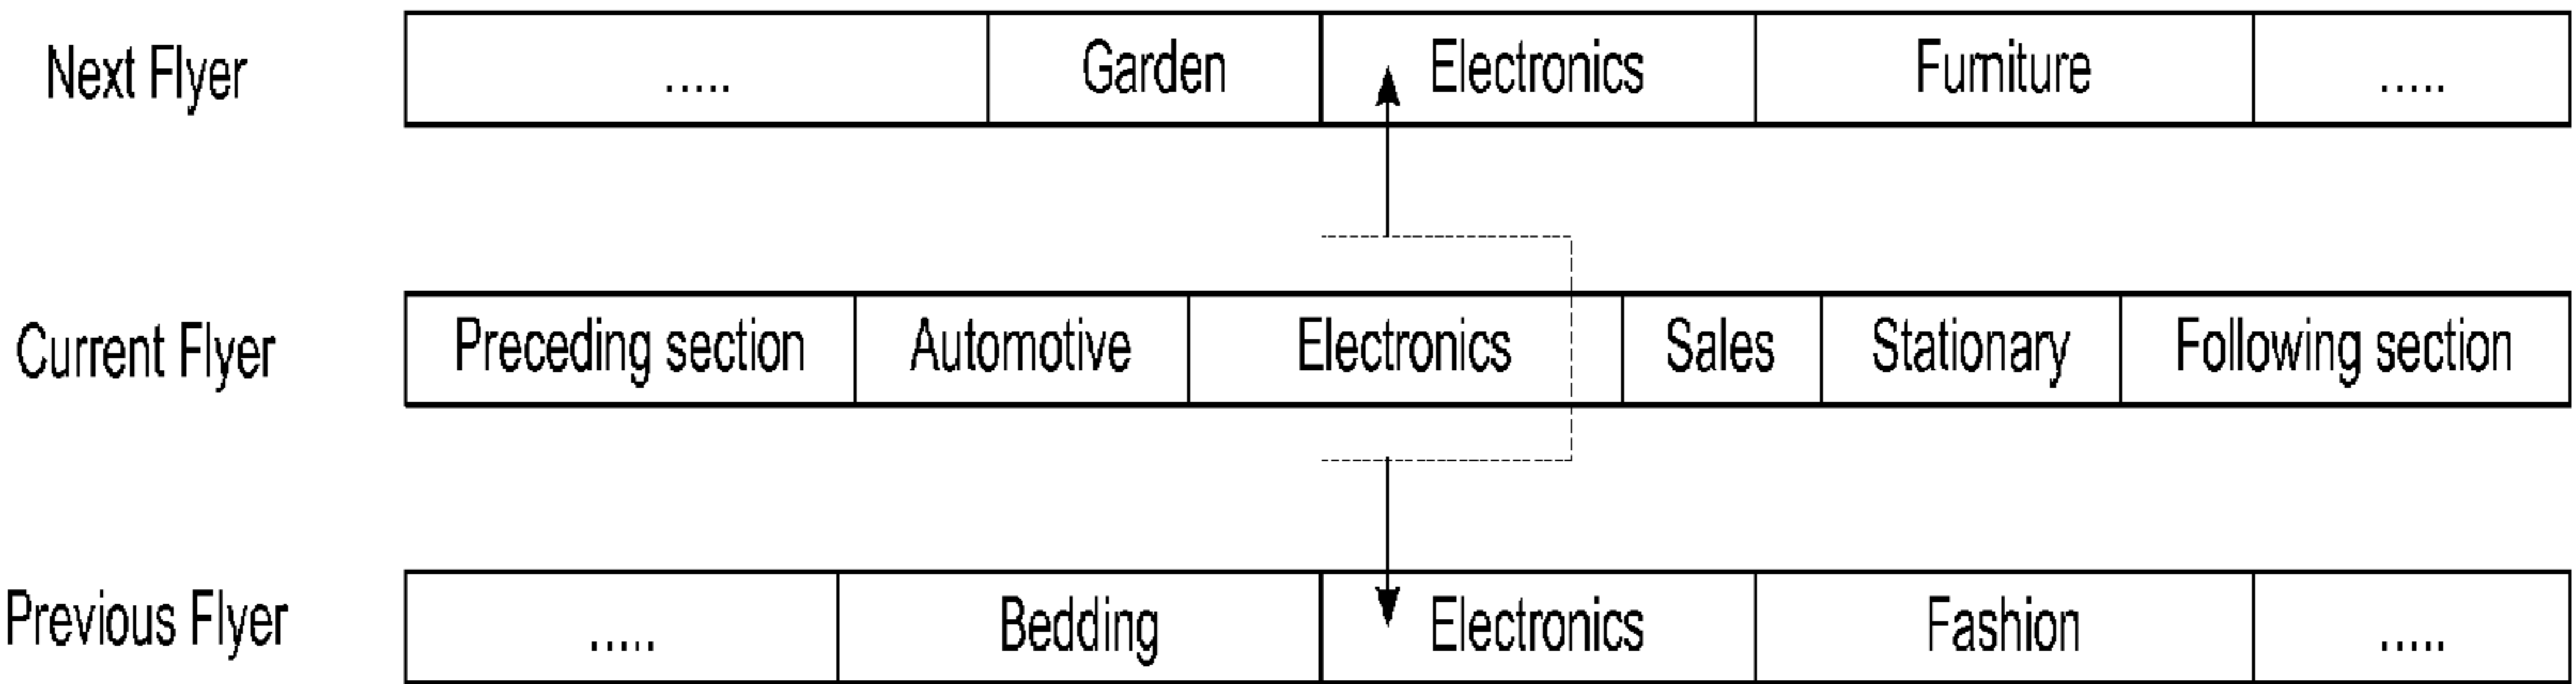 Next Flyer ..... Garden Electronics Furniture .....
Current Flyer Preceding section Automotive Electronics Sales Stationary Following section
Previous Flyer ..... Bedding Electronics Fashion .....